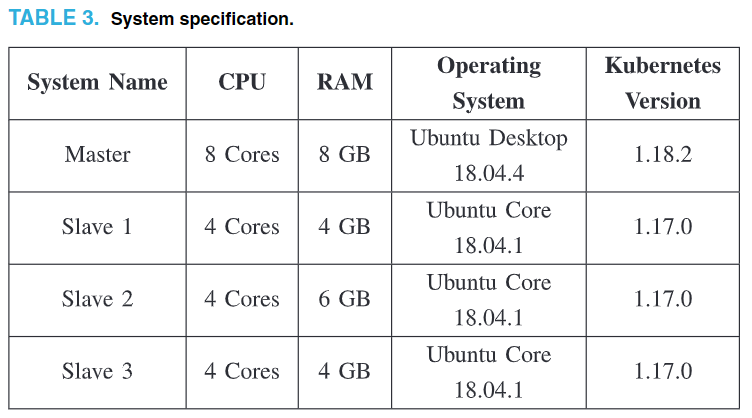 TABLE 3. System specification.
System Name CPU RAM Operating System Kubernetes Version
Master 8 Cores 8 GB Ubuntu Desktop 18.04.4 1.18.2
Slave 1 4 Cores 4 GB Ubuntu Core 18.04.1 1.17.0
Slave 2 4 Cores 6 GB Ubuntu Core 18.04.1 1.17.0
Slave 3 4 Cores 4 GB Ubuntu Core 18.04.1 1.17.0